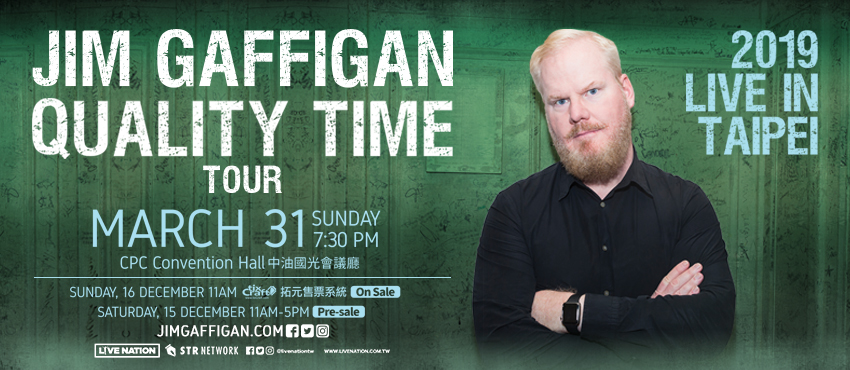 JIM GAFFIGAN
QUALITY TIME
TOUR
MARCH 31 SUNDAY
7:30 PM
CPC Convention Hall 中油國光會議廳
SUNDAY, 16 DECEMBER 11AM tixCraft 拓元售票系統 On Sale
SATURDAY, 15 DECEMBER 11AM-5PM Pre-sale
JIMGAFFIGAN.COM
LIVE NATION STR NETWORK @livenationtw WWW.LIVENATION.COM.TW
2019
LIVE IN
TAIPEI